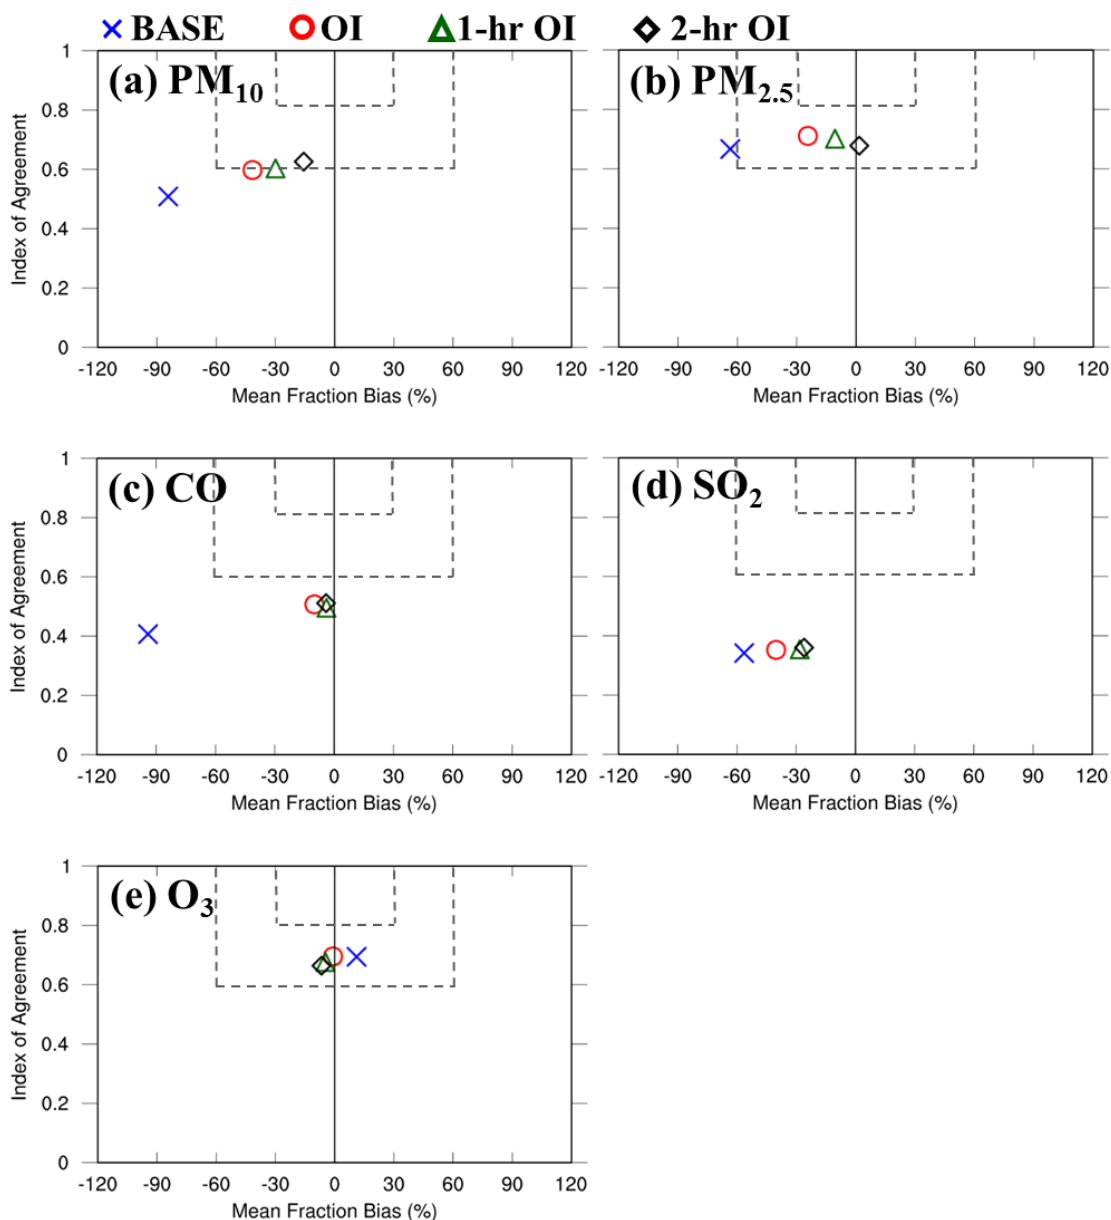 BASE OI 1-hr OI 2-hr OI
(a) PM10
1
0.8
0.6
0.4
0.2
0
Index of Agreement
-120 -90 -60 -30 0 30 60 90 120
Mean Fraction Bias (%)
(b) PM2.5
-120 -90 -60 -30 0 30 60 90 120
Mean Fraction Bias (%)
(c) CO
1
0.8
0.6
0.4
0.2
0
Index of Agreement
-120 -90 -60 -30 0 30 60 90 120
Mean Fraction Bias (%)
(d) SO2
-120 -90 -60 -30 0 30 60 90 120
Mean Fraction Bias (%)
(e) O3
1
0.8
0.6
0.4
0.2
0
Index of Agreement
-120 -90 -60 -30 0 30 60 90 120
Mean Fraction Bias (%)